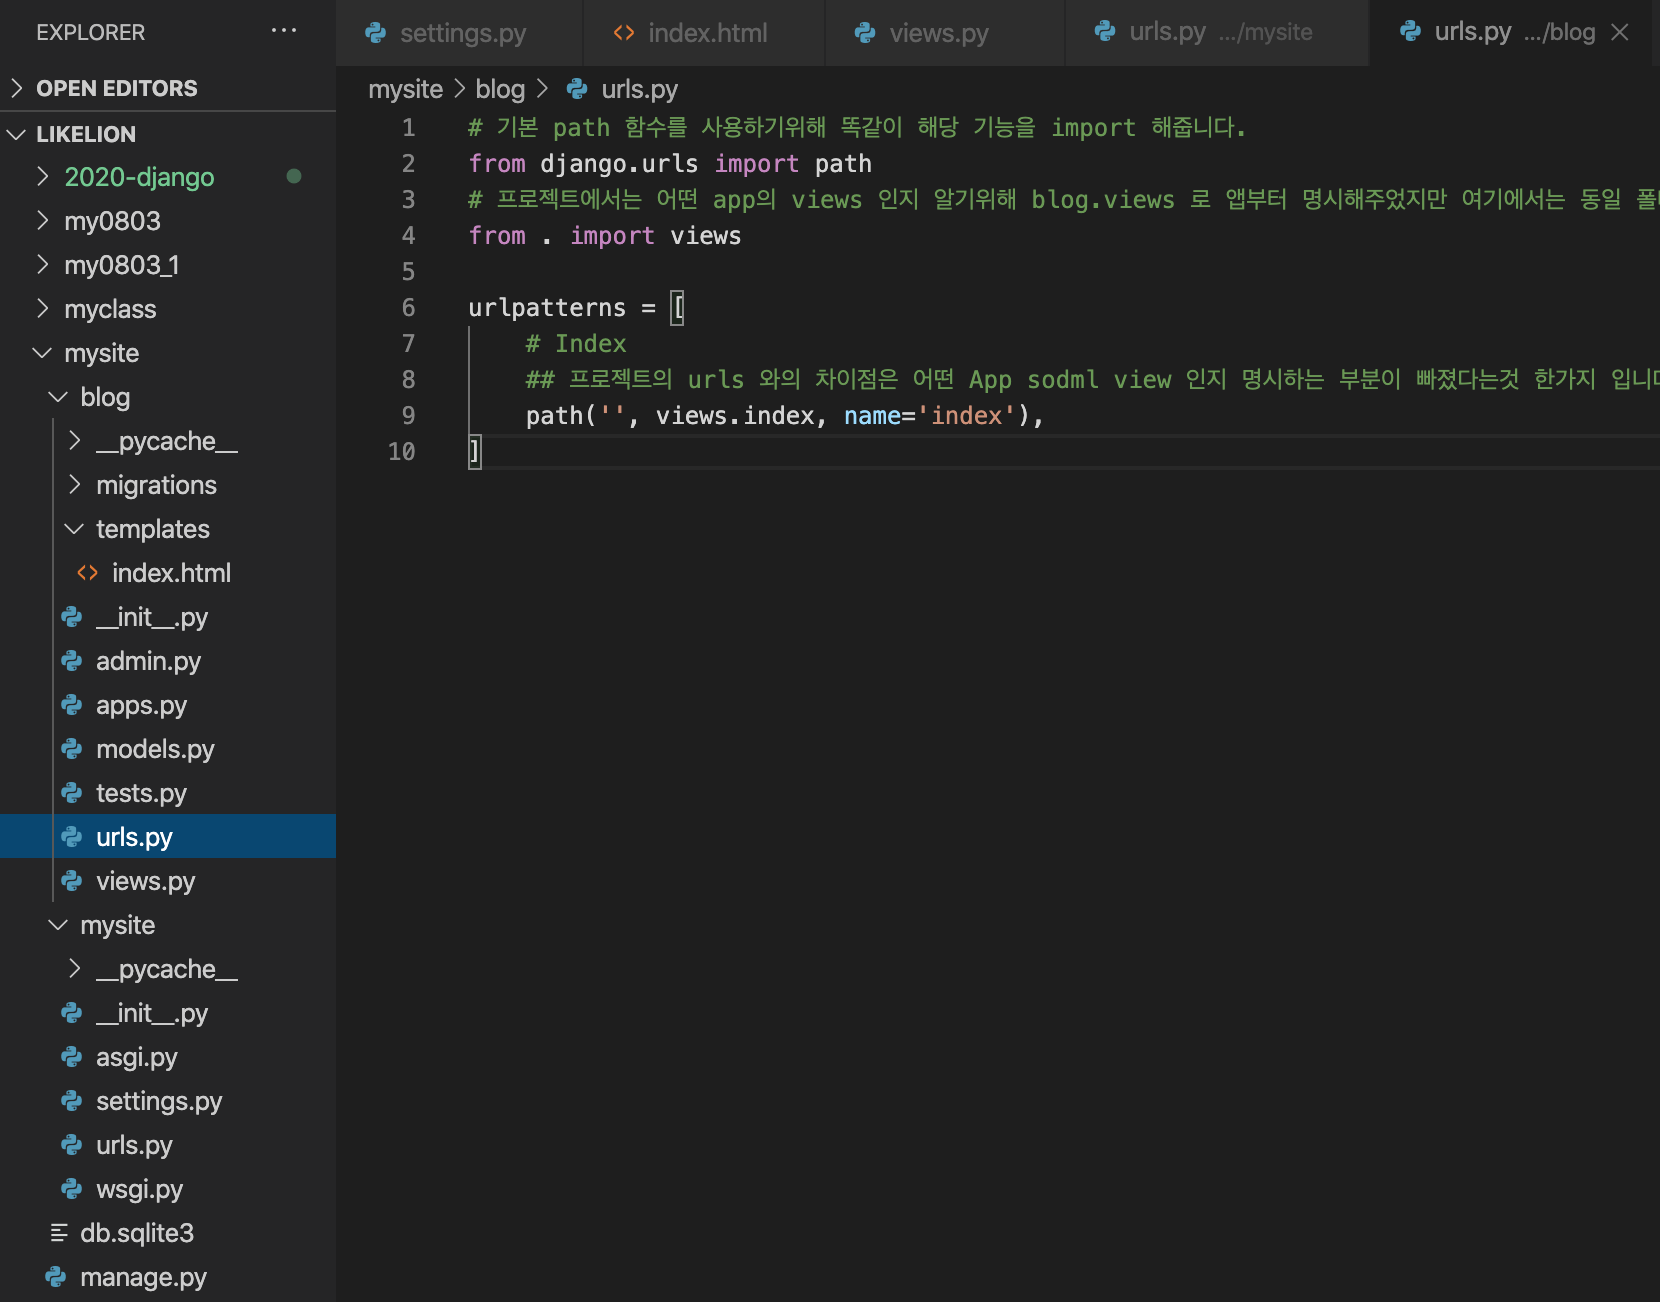 EXPLORER ...
OPEN EDITORS
LIKELION
2020-django
my0803
my0803_1
myclass
mysite
blog
__pycache__
migrations
templates
index.html
__init__.py
admin.py
apps.py
models.py
tests.py
urls.py
views.py
mysite
__pycache__
__init__.py
asgi.py
settings.py
urls.py
wsgi.py
db.sqlite3
manage.py
settings.py index.html views.py urls.py .../mysite urls.py .../blog
mysite > blog > urls.py
1 # 기본 path 함수를 사용하기위해 똑같이 해당 기능을 import 해줍니다.
2 from django.urls import path
3 # 프로젝트에서는 어떤 app의 views 인지 알기위해 blog.views 로 앱부터 명시해주었지만 여기에서는 동일
4 from . import views
5
6 urlpatterns = [
7 # Index
8 ## 프로젝트의 urls 와의 차이점은 어떤 App sodml view 인지 명시하는 부분이 빠졌다는것 한가지
9 path('', views.index, name='index'),
10 ]